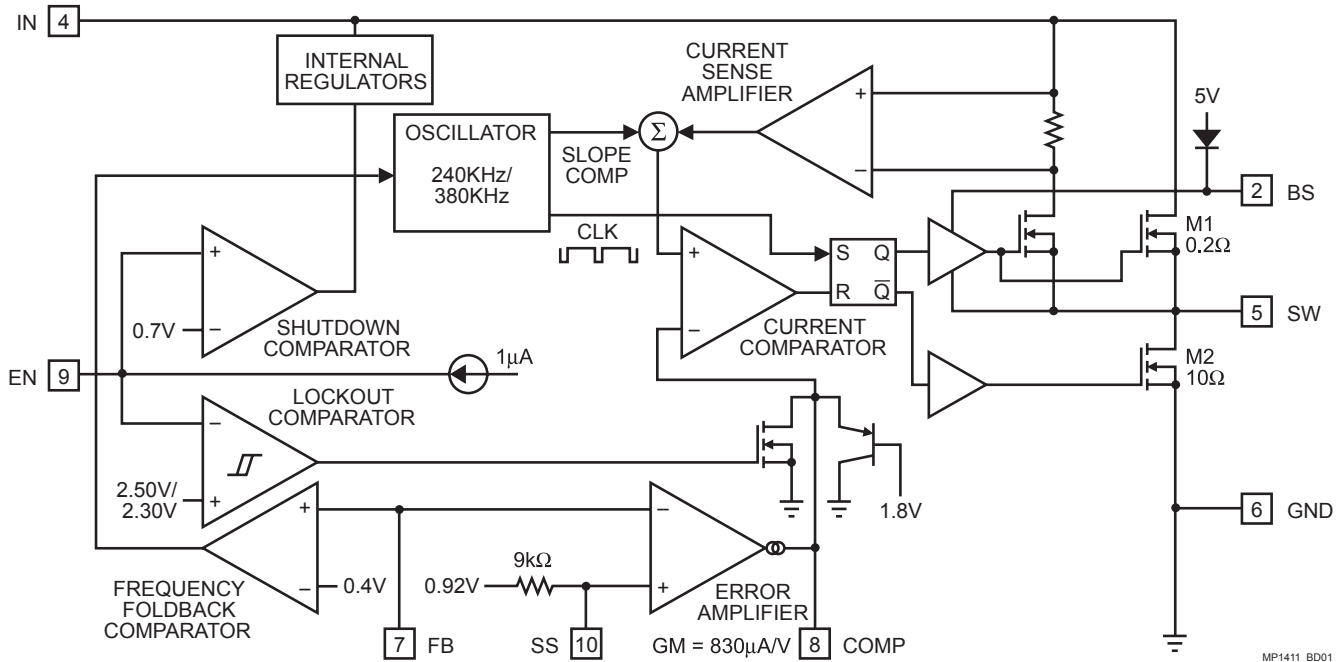 IN 4
INTERNAL
REGULATORS
OSCILLATOR
240KHz/
380KHz
CLK
SLOPE
COMP
Σ
CURRENT
SENSE
AMPLIFIER
+
–
5V
2 BS
M1
0.2Ω
5 SW
M2
10Ω
6 GND
S Q
R Q̅
+
–
CURRENT
COMPARATOR
+
0.7V –
SHUTDOWN
COMPARATOR
EN 9
1μA
LOCKOUT
COMPARATOR
–
2.50V/
2.30V
+
+
– 0.4V
FREQUENCY
FOLDBACK
COMPARATOR
7 FB
0.92V
9kΩ
SS 10
–
+
ERROR
AMPLIFIER
GM = 830μA/V
8 COMP
1.8V
MP1411_BD01